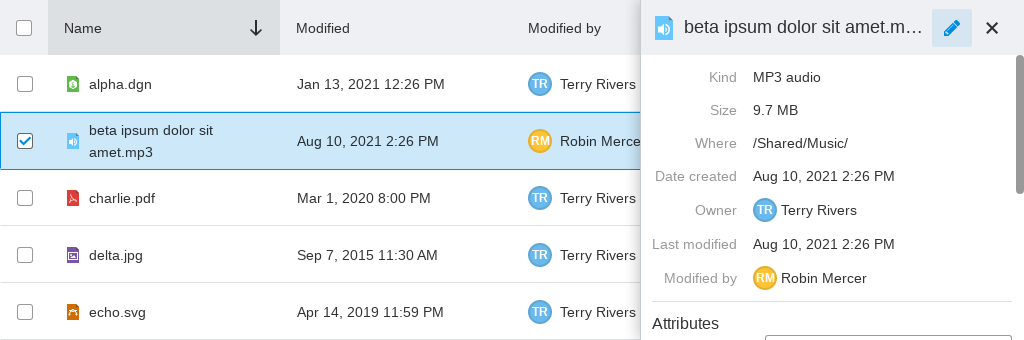 Name
Modified
Modified by
alpha.dgn
Jan 13, 2021 12:26 PM
TR
Terry Rivers
beta ipsum dolor sit
amet.mp3
Aug 10, 2021 2:26 PM
RM
Robin Merce
charlie.pdf
Mar 1, 2020 8:00 PM
TR
Terry Rivers
delta.jpg
Sep 7, 2015 11:30 AM
TR
Terry Rivers
echo.svg
Apr 14, 2019 11:59 PM
TR
Terry Rivers
beta ipsum dolor sit amet.m…
Kind MP3 audio
Size 9.7 MB
Where /Shared/Music/
Date created Aug 10, 2021 2:26 PM
Owner TR Terry Rivers
Last modified Aug 10, 2021 2:26 PM
Modified by RM Robin Mercer
Attributes